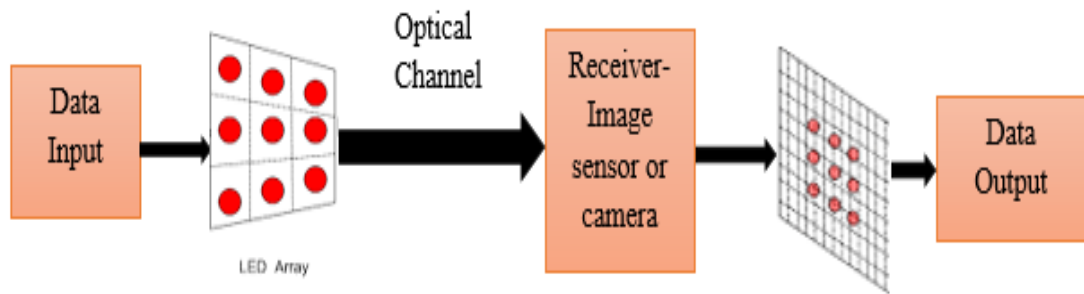 Data
Input
LED Array
Optical
Channel
Receiver-
Image
sensor or
camera
Data
Output